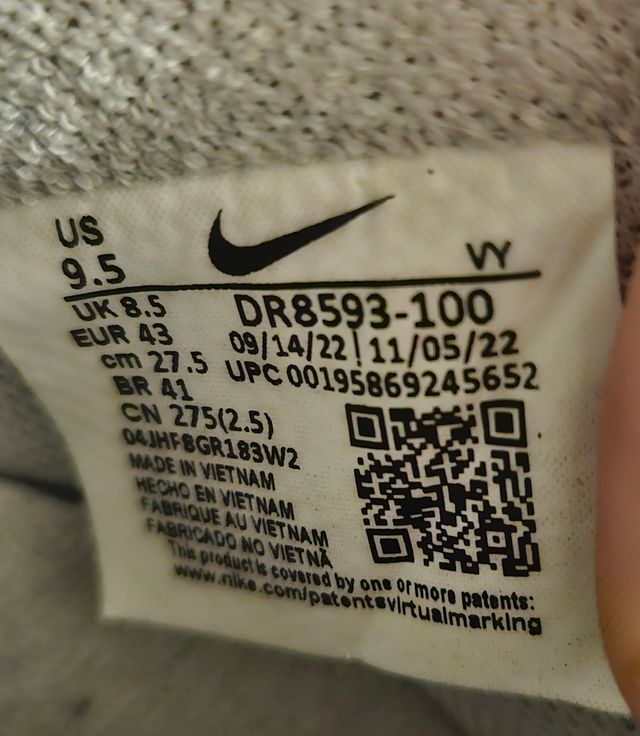 US
9.5
VY
UK 8.5
EUR 43
cm 27.5
BR 41
CN 275(2.5)
DR8593-100
09/14/22 | 11/05/22
UPC 00195869245652
04JHF8GR183W2
MADE IN VIETNAM
HECHO EN VIETNAM
FABRIQUE AU VIETNAM
FABRICADO NO VIETNÃ
This product is covered by one or more patents:
www.nike.com/patentsvirtualmarking